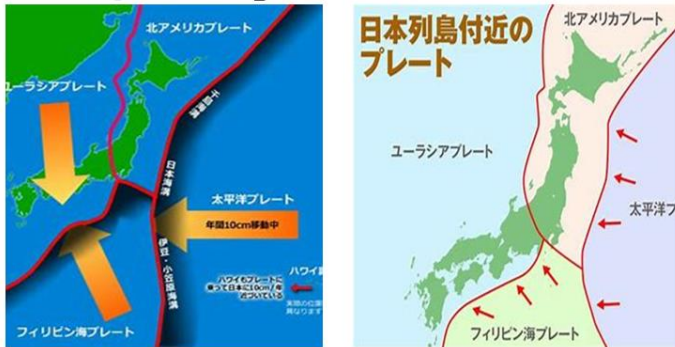 北アメリカプレート
ユーラシアプレート
千島海溝
日本海溝
太平洋プレート
年間10cm移動中
伊豆・小笠原海溝
ハワイもプレートに
乗って日本に10cm/年
近づいている
フィリピン海プレート
日本列島付近の
プレート
北アメリカプレート
ユーラシアプレート
太平洋プ
フィリピン海プレート